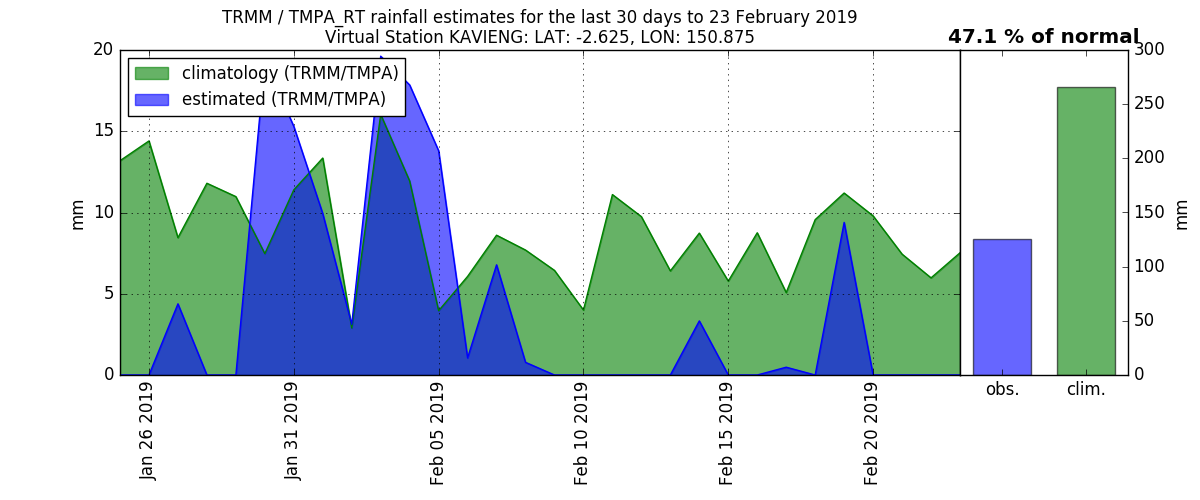 TRMM / TMPA_RT rainfall estimates for the last 30 days to 23 February 2019
Virtual Station KAVIENG: LAT: -2.625, LON: 150.875
47.1 % of normal
climatology (TRMM/TMPA)
estimated (TRMM/TMPA)
20
15
10
5
0
mm
Jan 26 2019
Jan 31 2019
Feb 05 2019
Feb 10 2019
Feb 15 2019
Feb 20 2019
obs.
clim.
300
250
200
150
100
50
0
mm